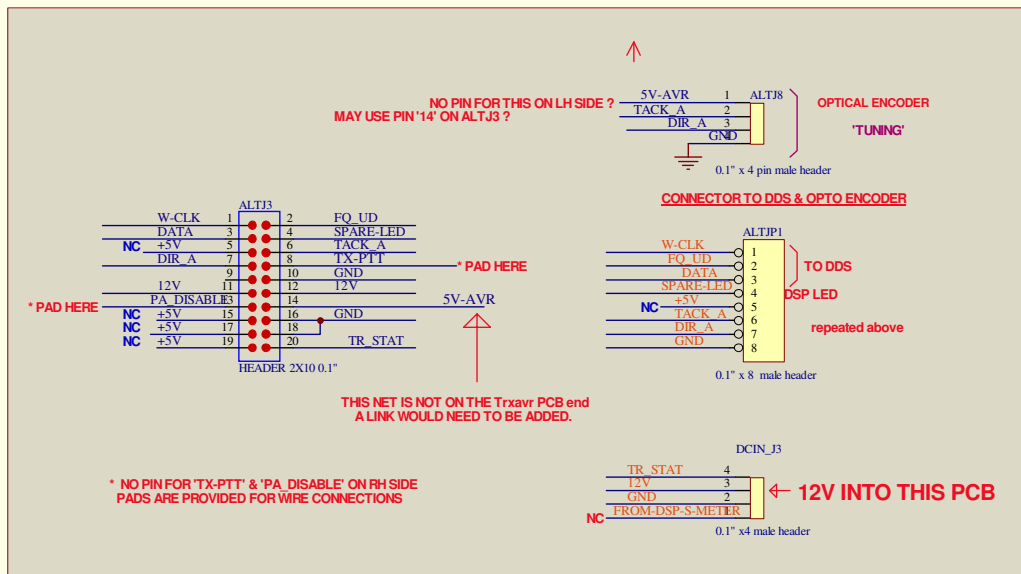 NO PIN FOR THIS ON LH SIDE ?
MAY USE PIN '14' ON ALTJ3 ?
5V-AVR 1 ALTJ8
TACK_A 2
DIR_A 3
GND 4
OPTICAL ENCODER
'TUNING'
0.1" x 4 pin male header
CONNECTOR TO DDS & OPTO ENCODER
ALTJ3
W-CLK 1 2 FQ_UD
DATA 3 4 SPARE-LED
NC +5V 5 6 TACK_A
DIR_A 7 8 TX-PTT * PAD HERE
9 10 GND
12V 11 12 12V
* PAD HERE PA_DISABLE 13 14 5V-AVR
NC +5V 15 16 GND
NC +5V 17 18
NC +5V 19 20 TR_STAT
HEADER 2X10 0.1"
THIS NET IS NOT ON THE Trxavr PCB end
A LINK WOULD NEED TO BE ADDED.
* NO PIN FOR 'TX-PTT' & 'PA_DISABLE' ON RH SIDE
PADS ARE PROVIDED FOR WIRE CONNECTIONS
ALTJP1
W-CLK 1
FQ_UD 2
DATA 3
TO DDS
SPARE-LED 4 DSP LED
NC +5V 5
TACK_A 6
DIR_A 7
GND 8
repeated above
0.1" x 8 male header
DCIN_J3
TR_STAT 4
12V 3
GND 2
NC FROM-DSP-S-METER 1
12V INTO THIS PCB
0.1" x4 male header